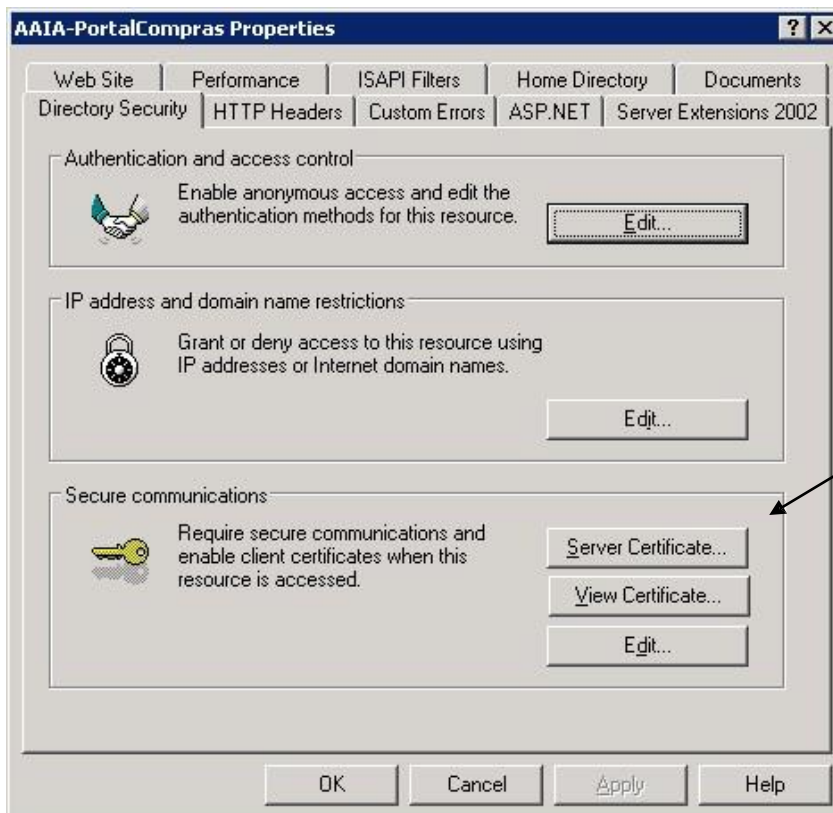 AAIA-PortalCompras Properties
Web Site Performance ISAPI Filters Home Directory Documents
Directory Security HTTP Headers Custom Errors ASP.NET Server Extensions 2002
Authentication and access control
Enable anonymous access and edit the
authentication methods for this resource.
Edit...
IP address and domain name restrictions
Grant or deny access to this resource using
IP addresses or Internet domain names.
Edit...
Secure communications
Require secure communications and
enable client certificates when this
resource is accessed.
Server Certificate...
View Certificate...
Edit...
OK Cancel Apply Help